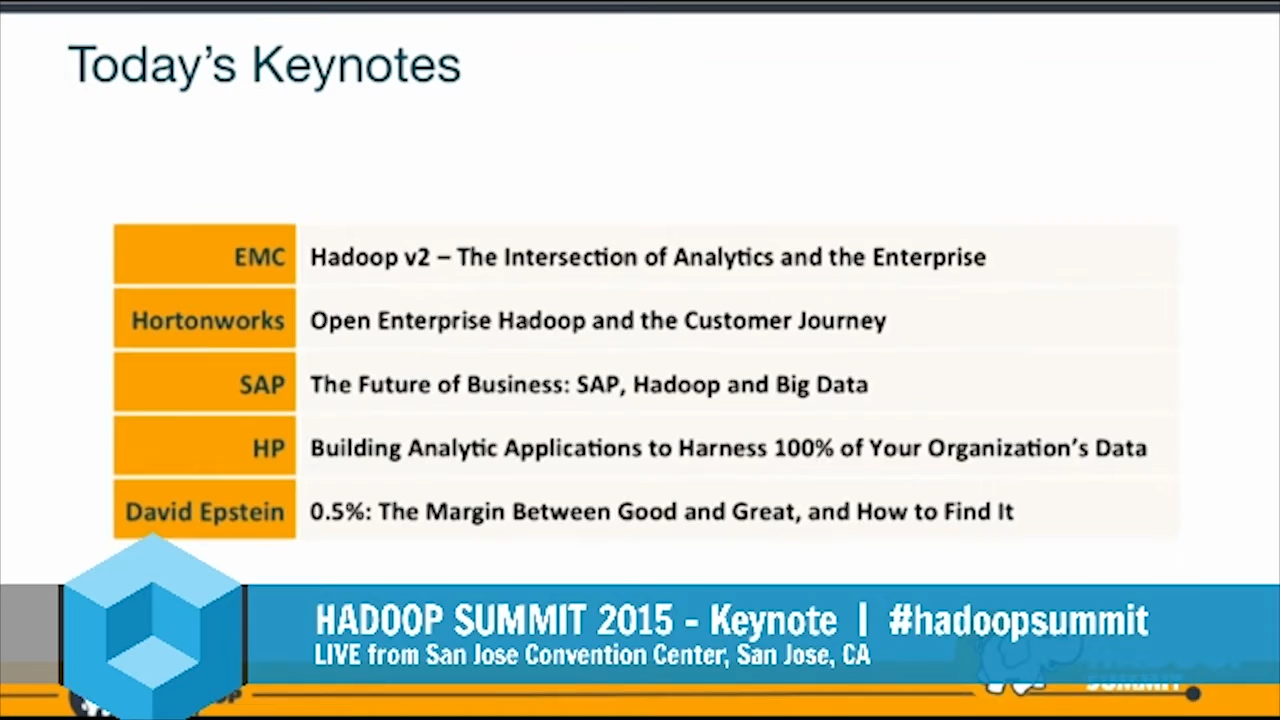 Today's Keynotes
EMC Hadoop v2 – The Intersection of Analytics and the Enterprise
Hortonworks Open Enterprise Hadoop and the Customer Journey
SAP The Future of Business: SAP, Hadoop and Big Data
HP Building Analytic Applications to Harness 100% of Your Organization's Data
David Epstein 0.5%: The Margin Between Good and Great, and How to Find It
HADOOP SUMMIT 2015 - Keynote | #hadoopsummit
LIVE from San Jose Convention Center, San Jose, CA
SUMMIT